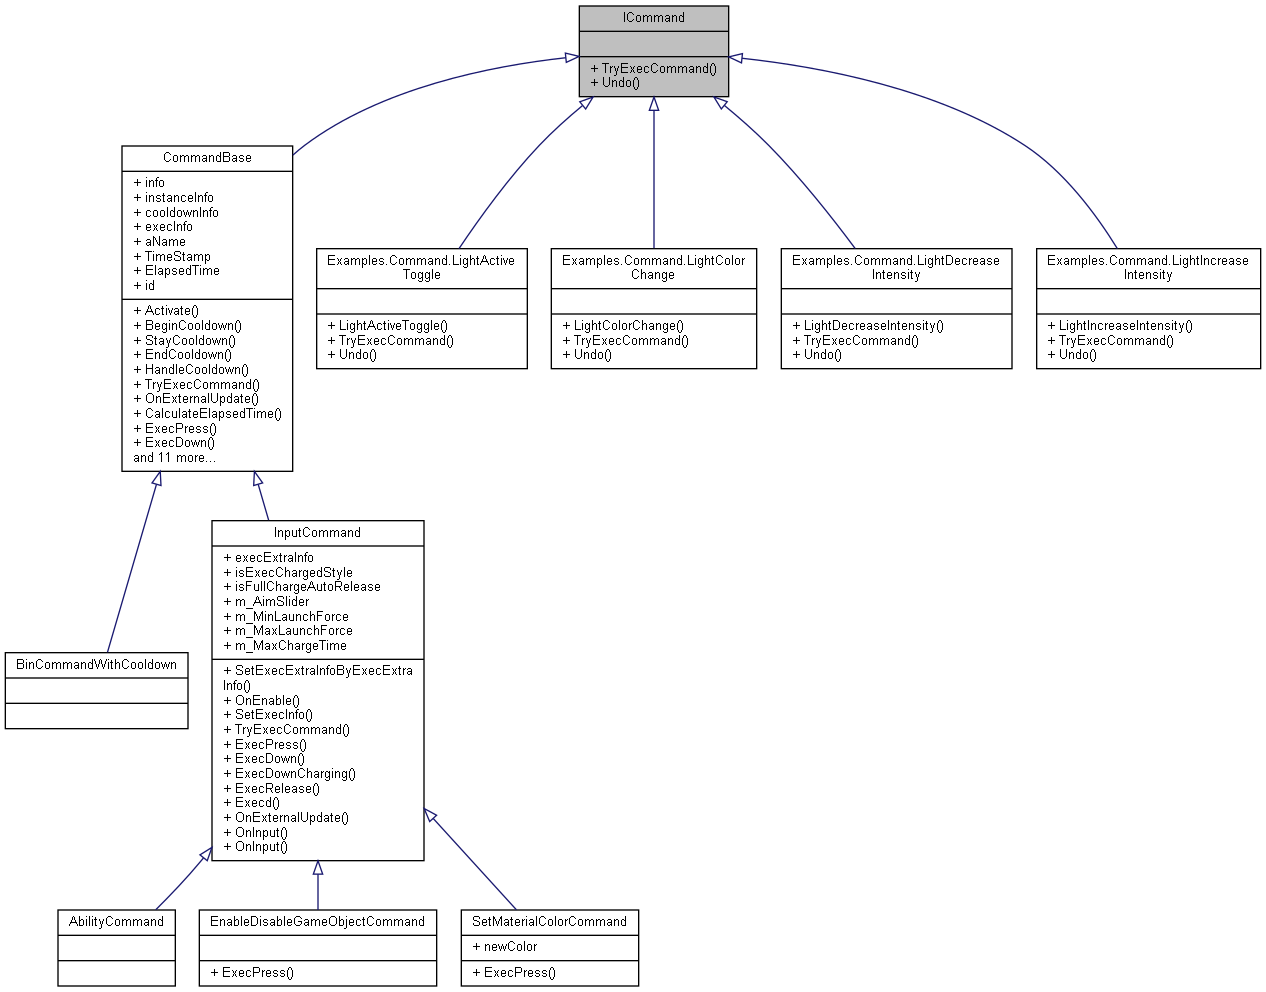 ICommand
+ TryExecCommand()
+ Undo()
CommandBase
+ info
+ instanceInfo
+ cooldownInfo
+ execInfo
+ aName
+ TimeStamp
+ ElapsedTime
+ id
+ Activate()
+ BeginCooldown()
+ StayCooldown()
+ EndCooldown()
+ HandleCooldown()
+ TryExecCommand()
+ OnExternalUpdate()
+ CalculateElapsedTime()
+ ExecPress()
+ ExecDown()
and 11 more...
Examples.Command.LightActive
Toggle
+ LightActiveToggle()
+ TryExecCommand()
+ Undo()
Examples.Command.LightColor
Change
+ LightColorChange()
+ TryExecCommand()
+ Undo()
Examples.Command.LightDecrease
Intensity
+ LightDecreaseIntensity()
+ TryExecCommand()
+ Undo()
Examples.Command.LightIncrease
Intensity
+ LightIncreaseIntensity()
+ TryExecCommand()
+ Undo()
InputCommand
+ execExtraInfo
+ isExecChargedStyle
+ isFullChargeAutoRelease
+ m_AimSlider
+ m_MinLaunchForce
+ m_MaxLaunchForce
+ m_MaxChargeTime
+ SetExecExtraInfoByExecExtra
Info()
+ OnEnable()
+ SetExecInfo()
+ TryExecCommand()
+ ExecPress()
+ ExecDown()
+ ExecDownCharging()
+ ExecRelease()
+ Execd()
+ OnExternalUpdate()
+ OnInput()
+ OnInput()
BinCommandWithCooldown
AbilityCommand
EnableDisableGameObjectCommand
+ ExecPress()
SetMaterialColorCommand
+ newColor
+ ExecPress()